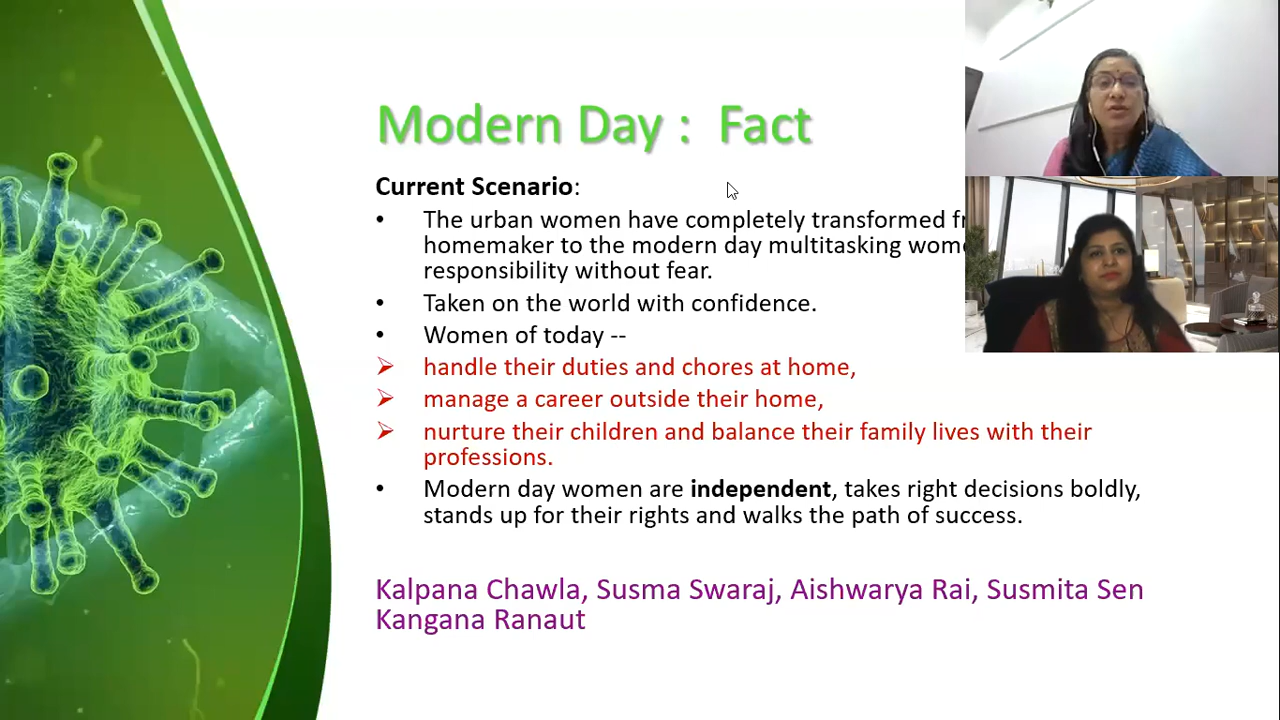 Modern Day : Fact
Current Scenario:
• The urban women have completely transformed
homemaker to the modern day multitasking
responsibility without fear.
• Taken on the world with confidence.
• Women of today --
➢ handle their duties and chores at home,
➢ manage a career outside their home,
➢ nurture their children and balance their family lives with their
professions.
• Modern day women are independent, takes right decisions boldly,
stands up for their rights and walks the path of success.
Kalpana Chawla, Susma Swaraj, Aishwarya Rai, Susmita Sen
Kangana Ranaut